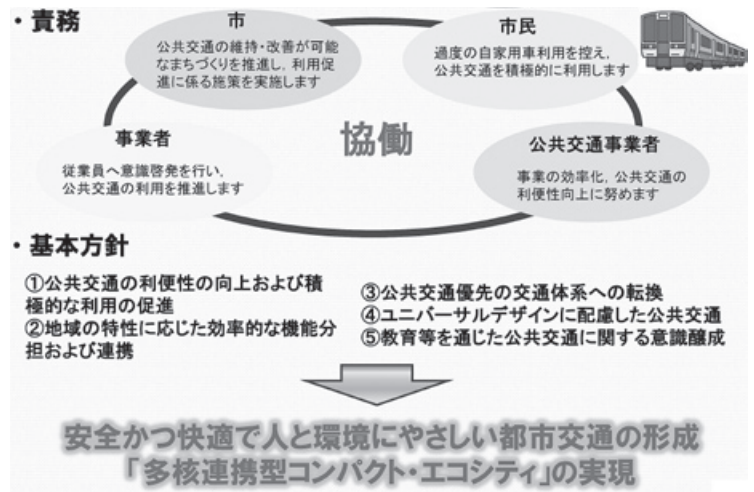 ・責務
市
公共交通の維持・改善が可能
なまちづくりを推進し，利用促
進に係る施策を実施します
市民
過度の自家用車利用を控え，
公共交通を積極的に利用します
協働
事業者
従業員へ意識啓発を行い，
公共交通の利用を推進します
公共交通事業者
事業の効率化，公共交通の
利便性向上に努めます
・基本方針
①公共交通の利便性の向上および積
極的な利用の促進
②地域の特性に応じた効率的な機能分
担および連携
③公共交通優先の交通体系への転換
④ユニバーサルデザインに配慮した公共交通
⑤教育等を通じた公共交通に関する意識醸成
安全かつ快適で人と環境にやさしい都市交通の形成
「多核連携型コンパクト・エコシティ」の実現